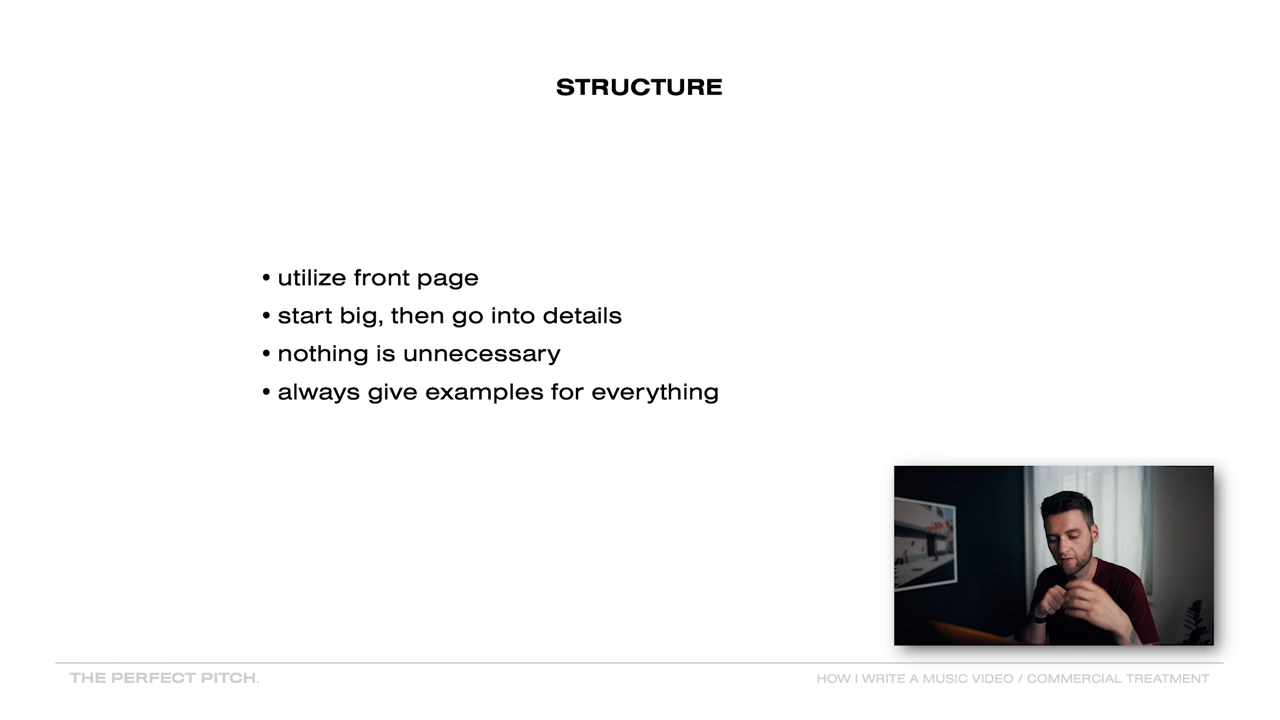 STRUCTURE
• utilize front page
• start big, then go into details
• nothing is unnecessary
• always give examples for everything
THE PERFECT PITCH.
HOW I WRITE A MUSIC VIDEO / COMMERCIAL TREATMENT